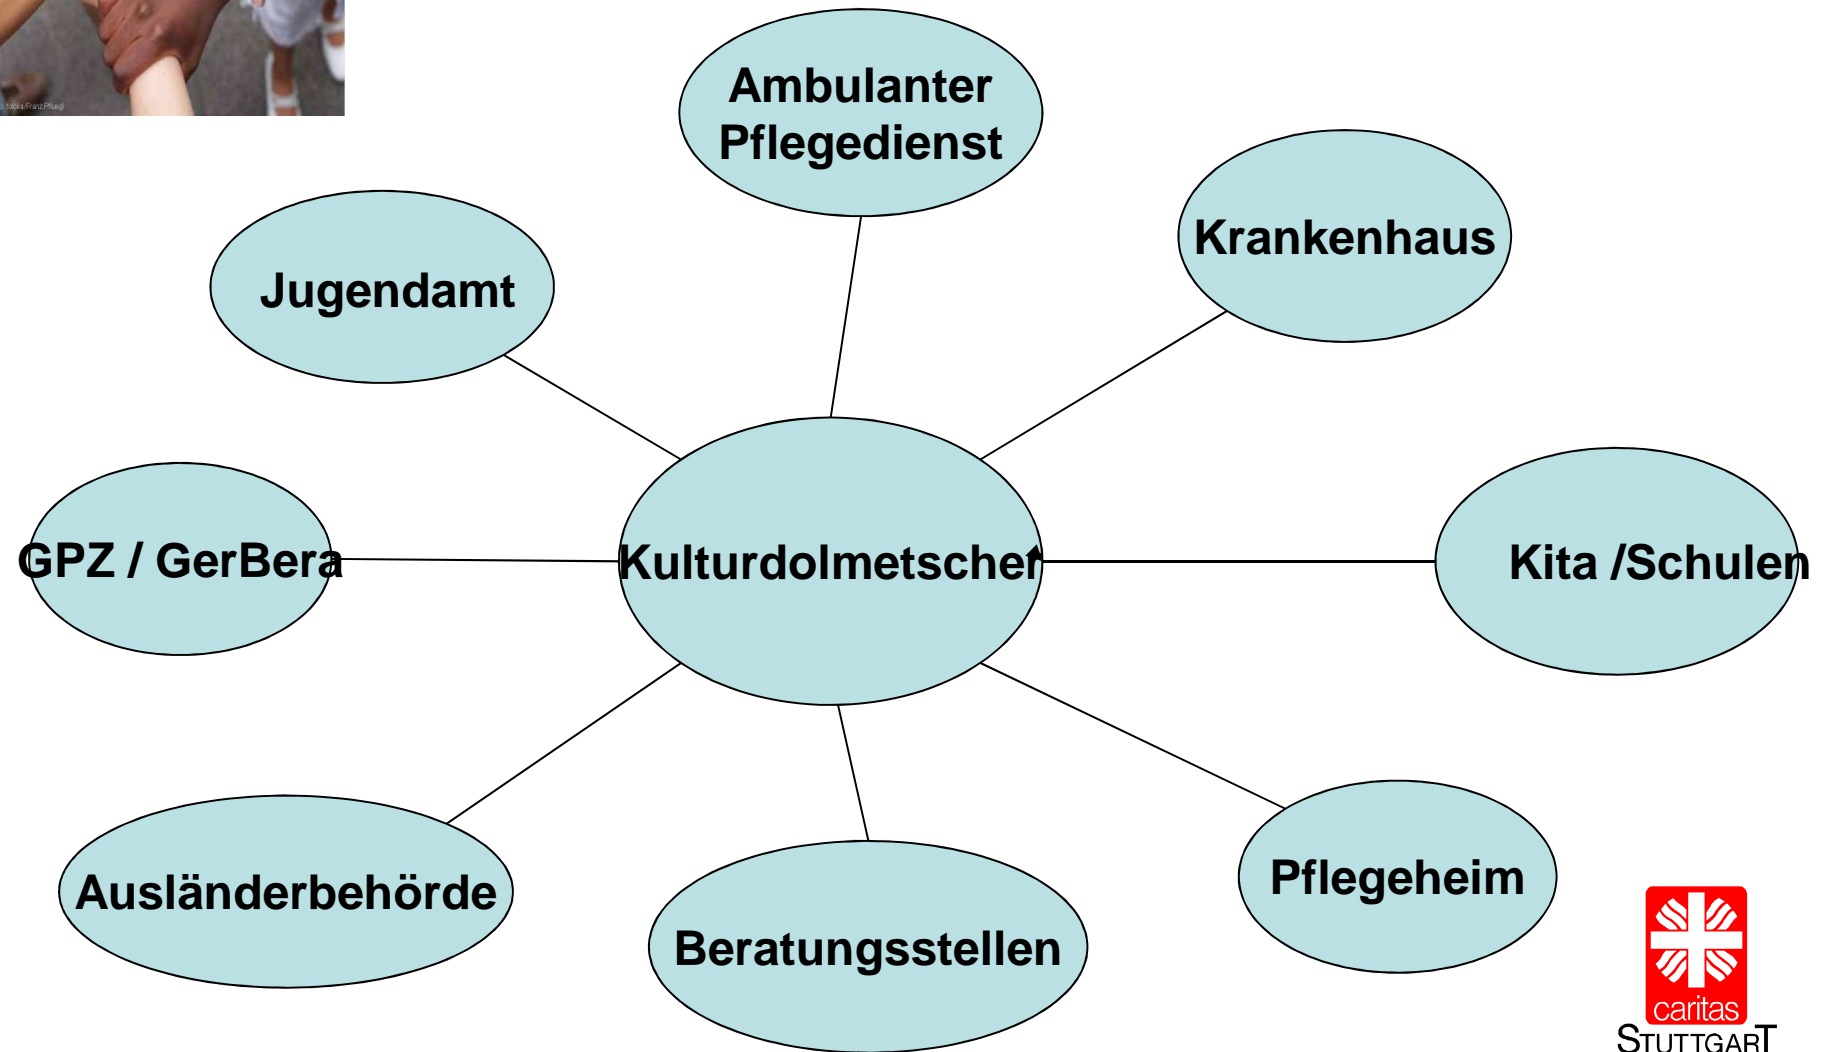 Ambulanter
Pflegedienst
Krankenhaus
Jugendamt
GPZ / GerBera
Kulturdolmetscher
Kita /Schulen
Ausländerbehörde
Beratungsstellen
Pflegeheim
caritas
STUTTGART